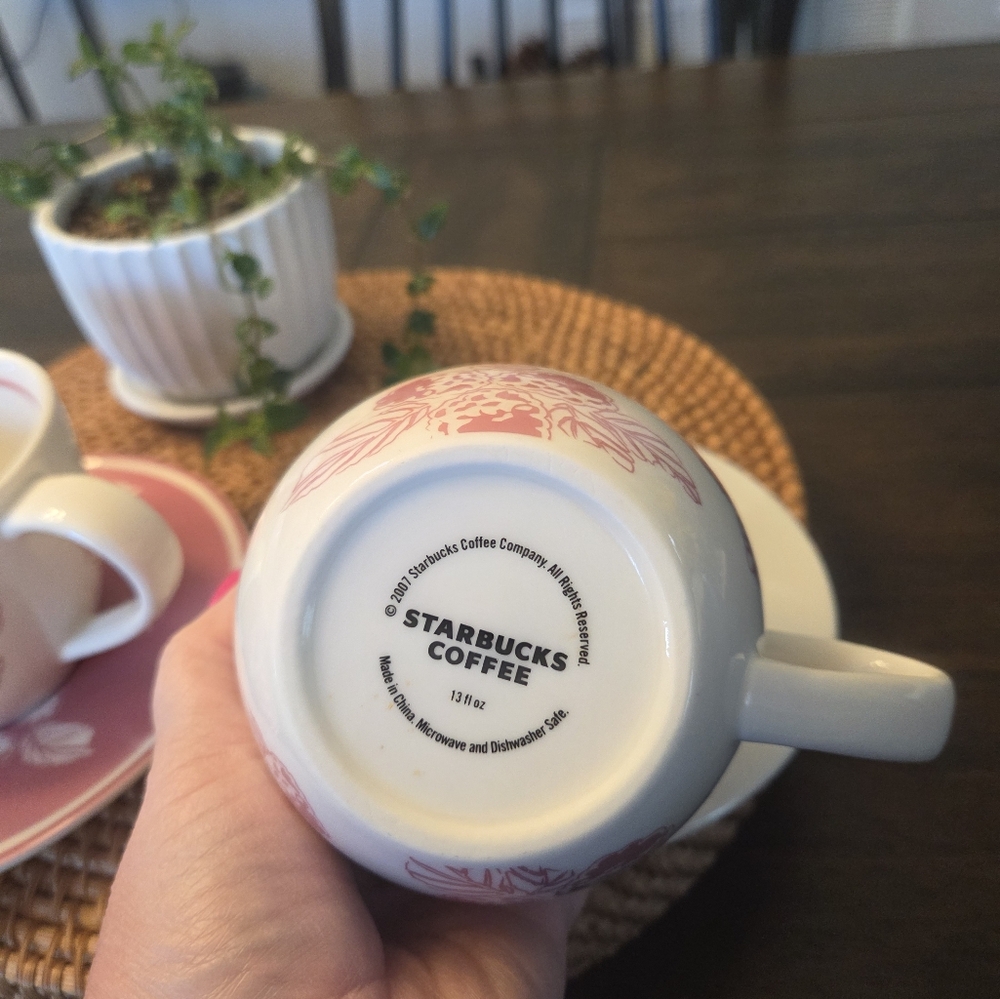 © 2007 Starbucks Coffee Company. All Rights Reserved.
STARBUCKS
COFFEE
13 fl oz
Made in China. Microwave and Dishwasher Safe.